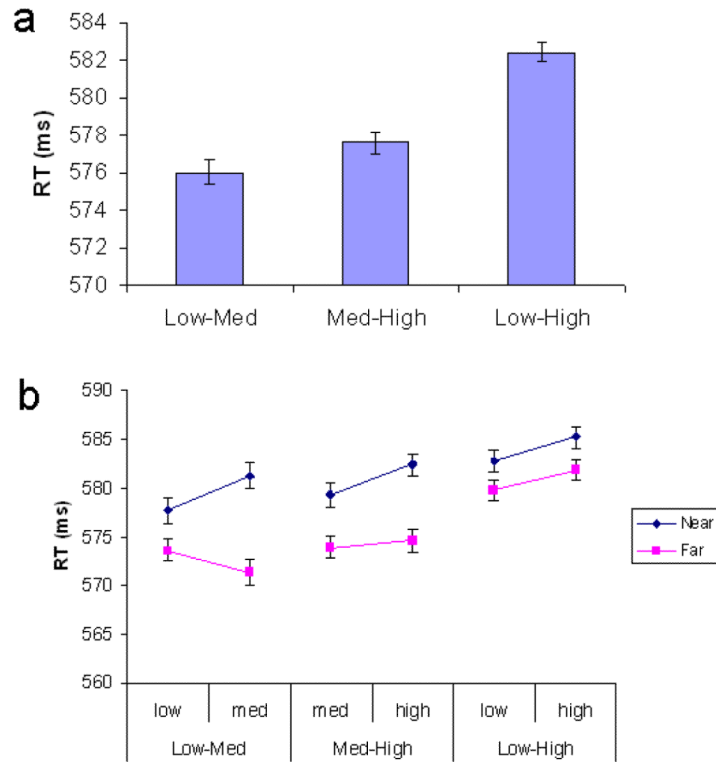 a
584
582
580
578
576
574
572
570
RT (ms)
Low-Med Med-High Low-High
b
590
585
580
575
570
565
560
RT (ms)
Near
Far
low med med high low high
Low-Med Med-High Low-High